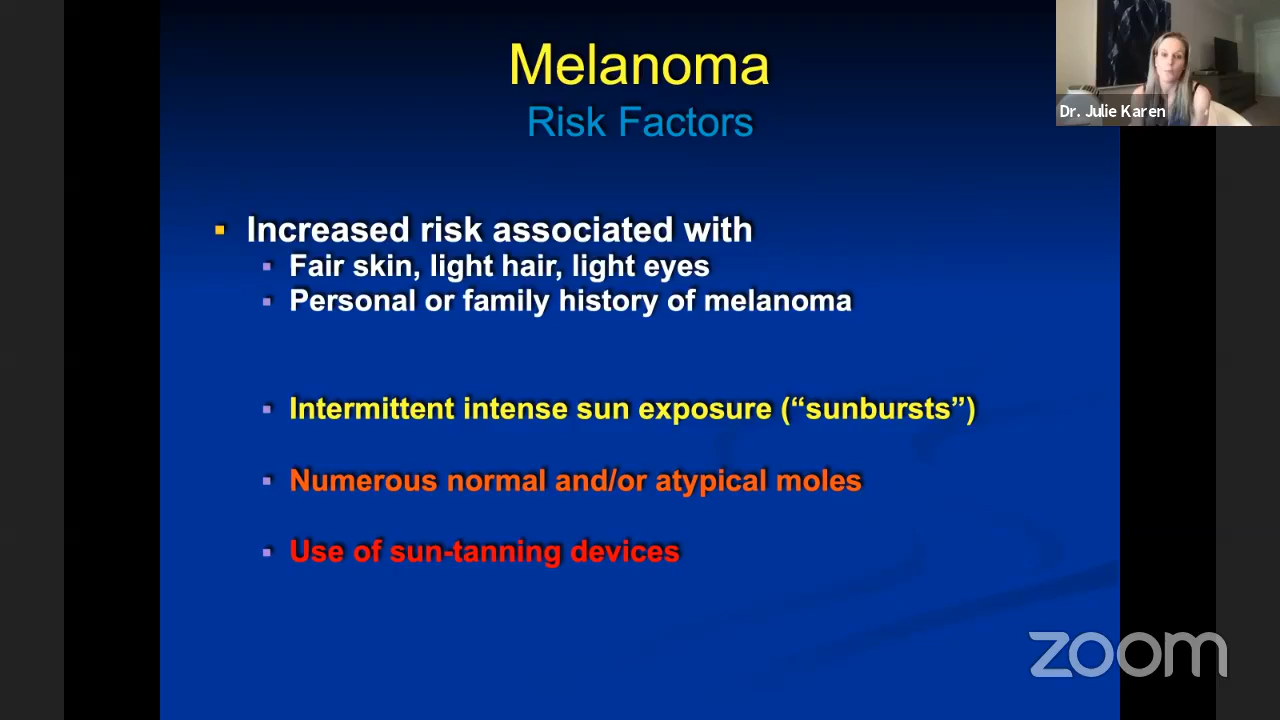 Melanoma
Risk Factors
Dr. Julie Karen
▪ Increased risk associated with
▪ Fair skin, light hair, light eyes
▪ Personal or family history of melanoma
▪ Intermittent intense sun exposure (“sunbursts”)
▪ Numerous normal and/or atypical moles
▪ Use of sun-tanning devices
zoom